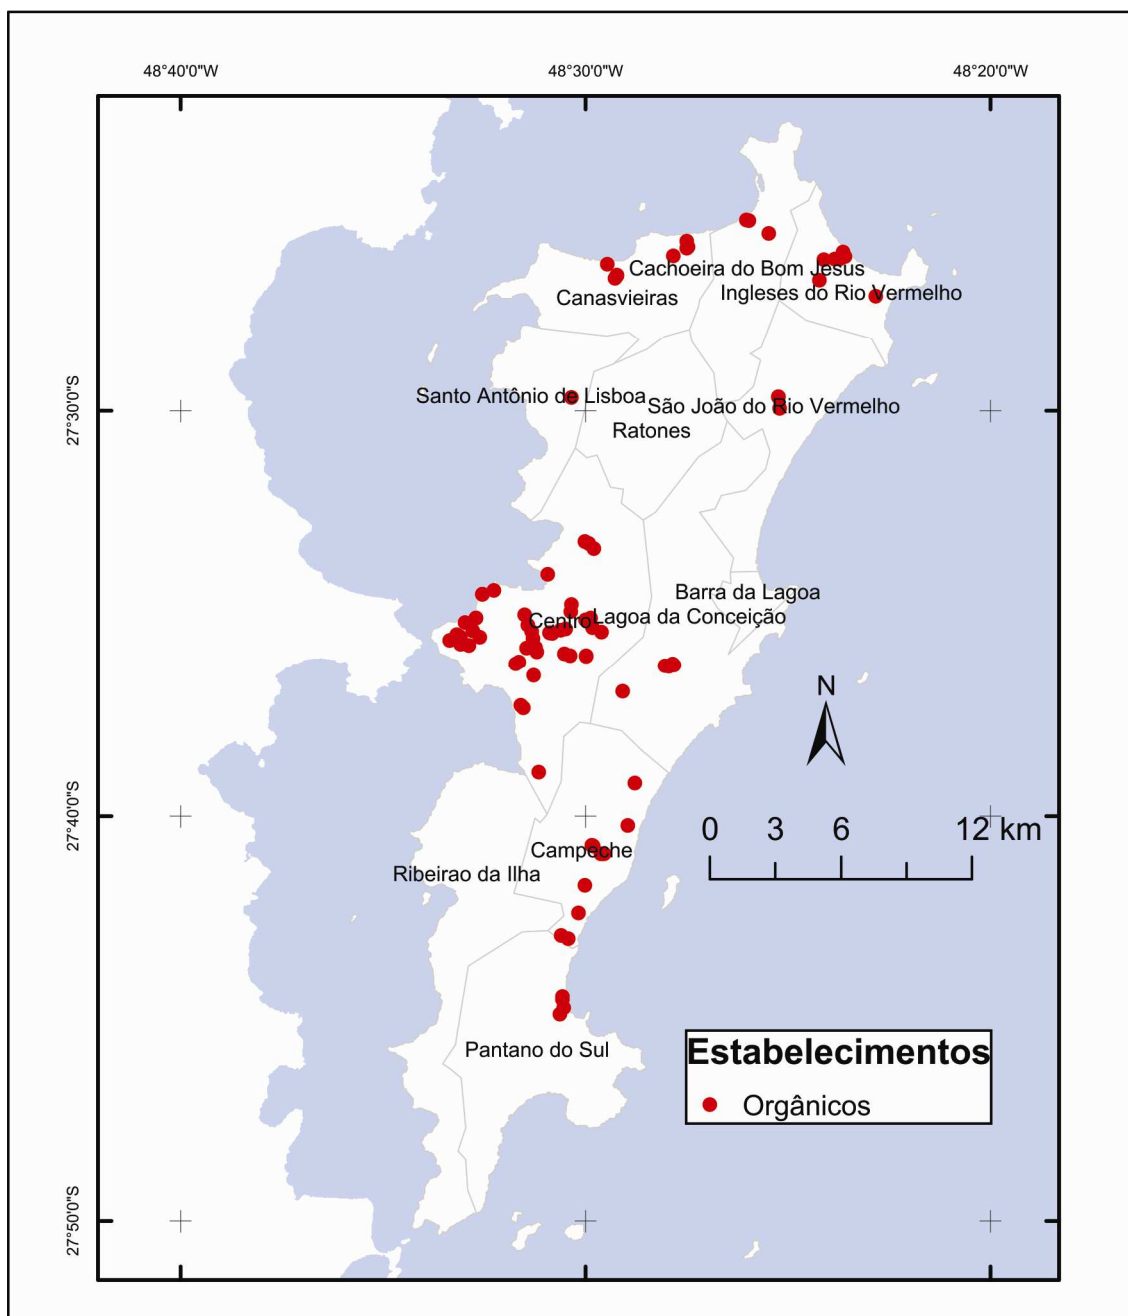 48°40'0"W
48°30'0"W
48°20'0"W
27°30'0"S
27°40'0"S
27°50'0"S
Cachoeira do Bom Jesus
Canasvieiras
Ingleses do Rio Vermelho
Santo Antônio de Lisboa
São João do Rio Vermelho
Ratones
Barra da Lagoa
Centro
Lagoa da Conceição
N
0 3 6 12 km
Campeche
Ribeirao da Ilha
Pantano do Sul
Estabelecimentos
Orgânicos